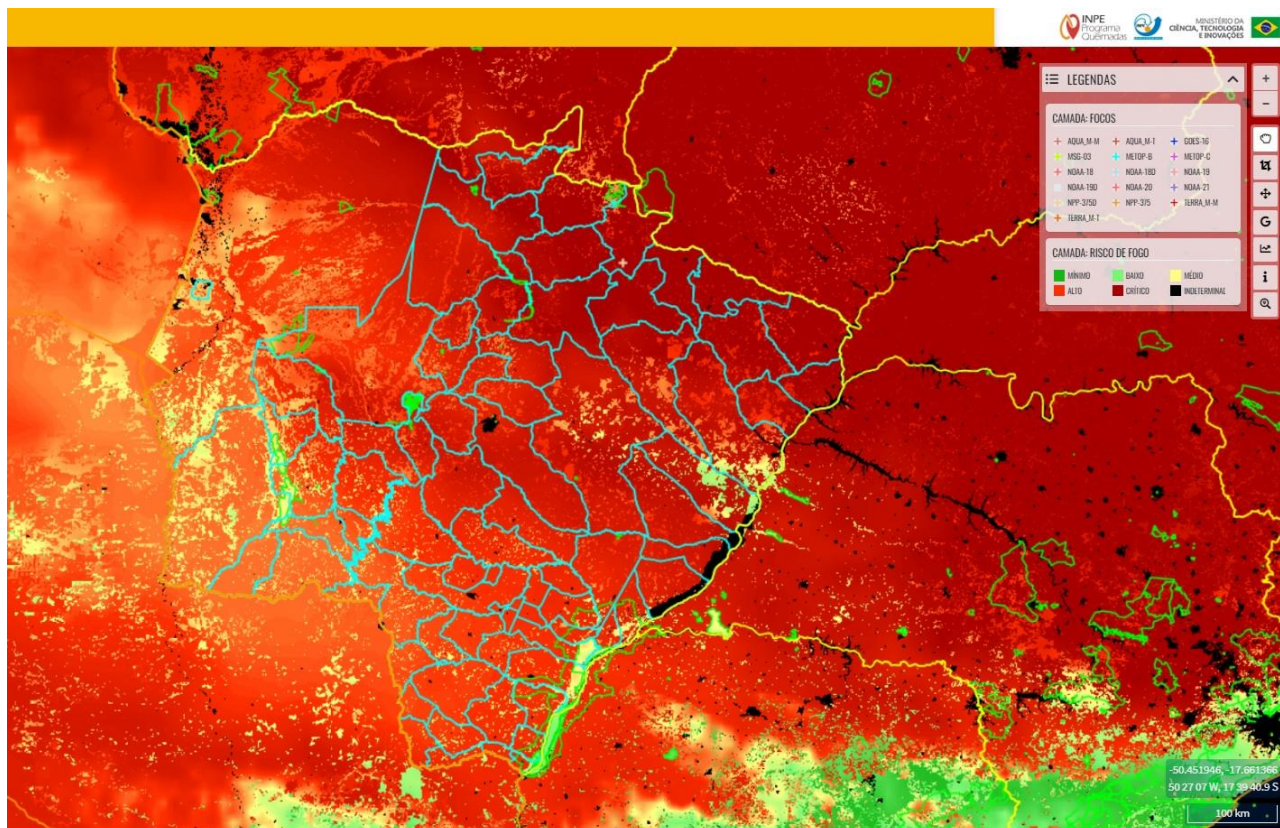 INPE
Programa
Queimadas
MINISTÉRIO DA
CIÊNCIA, TECNOLOGIA
E INOVAÇÕES
LEGENDAS
CAMADA: FOCOS
AQUA_M-M AQUA_M-T GOES-16
MSG-03 METOP-B METOP-C
NOAA-18 NOAA-18D NOAA-19
NOAA-19D NOAA-20 NOAA-21
NPP-375D NPP-375 TERRA_M-M
TERRA_M-T
CAMADA: RISCO DE FOGO
MÍNIMO BAIXO MÉDIO
ALTO CRÍTICO INDETERMINAD
+
−
G
i
-50.451946, -17.661366
50 27 07 W, 17 39 40.9 S
100 km